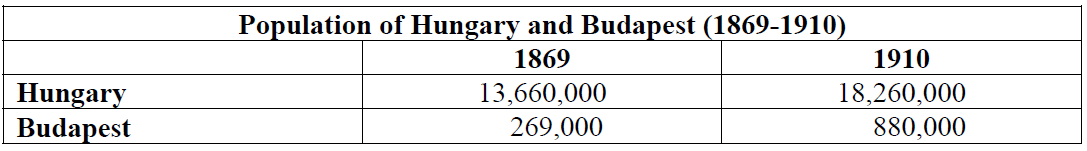 Population of Hungary and Budapest (1869-1910)
1869 1910
Hungary 13,660,000 18,260,000
Budapest 269,000 880,000